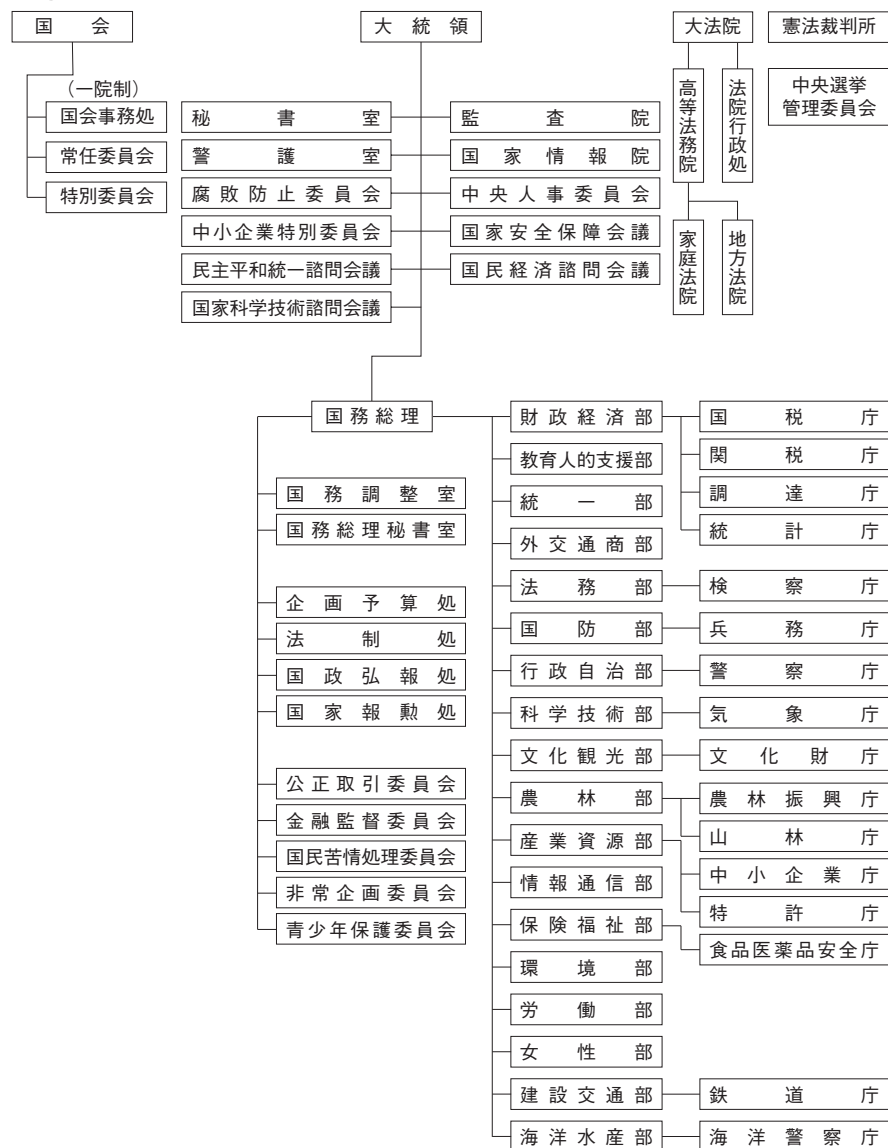 国会
大統領
大法院
憲法裁判所
（一院制）
国会事務処
常任委員会
特別委員会
秘書室
警護室
腐敗防止委員会
中小企業特別委員会
民主平和統一諮問会議
国家科学技術諮問会議
監査院
国家情報院
中央人事委員会
国家安全保障会議
国民経済諮問会議
高等法務院
法院行政処
家庭法院
地方法院
中央選挙
管理委員会
国務総理
国務調整室
国務総理秘書室
企画予算処
法制処
国政弘報処
国家報勲処
公正取引委員会
金融監督委員会
国民苦情処理委員会
非常企画委員会
青少年保護委員会
財政経済部
教育人的支援部
統一部
外交通商部
法務部
国防部
行政自治部
科学技術部
文化観光部
農林部
産業資源部
情報通信部
保険福祉部
環境部
労働部
女性部
建設交通部
海洋水産部
国税庁
関税庁
調達庁
統計庁
検察庁
兵務庁
警察庁
気象庁
文化財庁
農林振興庁
山林庁
中小企業庁
特許庁
食品医薬品安全庁
鉄道庁
海洋警察庁